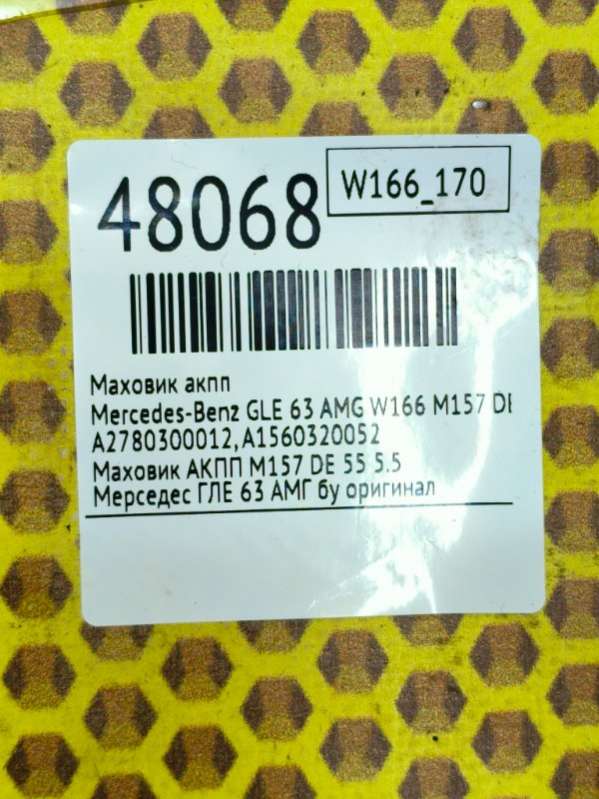 48068
W166_170
Маховик акпп
Mercedes-Benz GLE 63 AMG W166 M157 DE
A2780300012,A1560320052
Маховик АКПП M157 DE 55 5.5
Мерседес ГЛЕ 63 АМГ бу оригинал